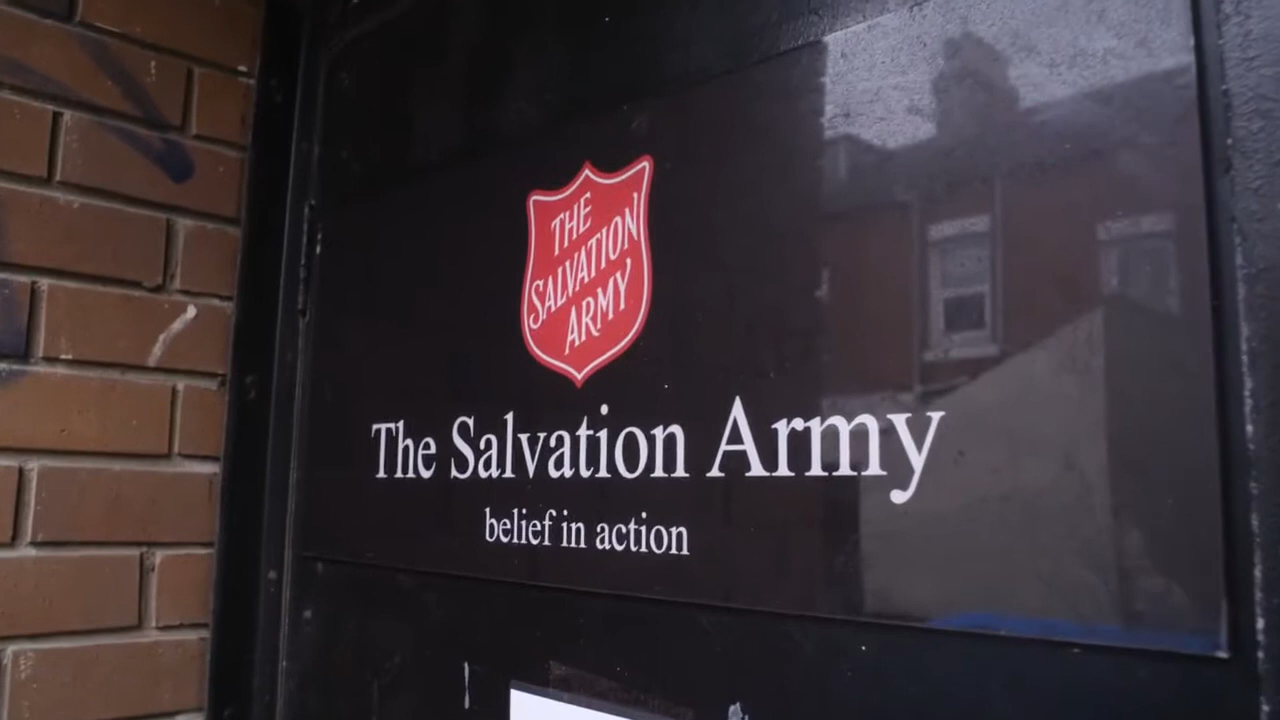 THE
SALVATION
ARMY
The Salvation Army
belief in action